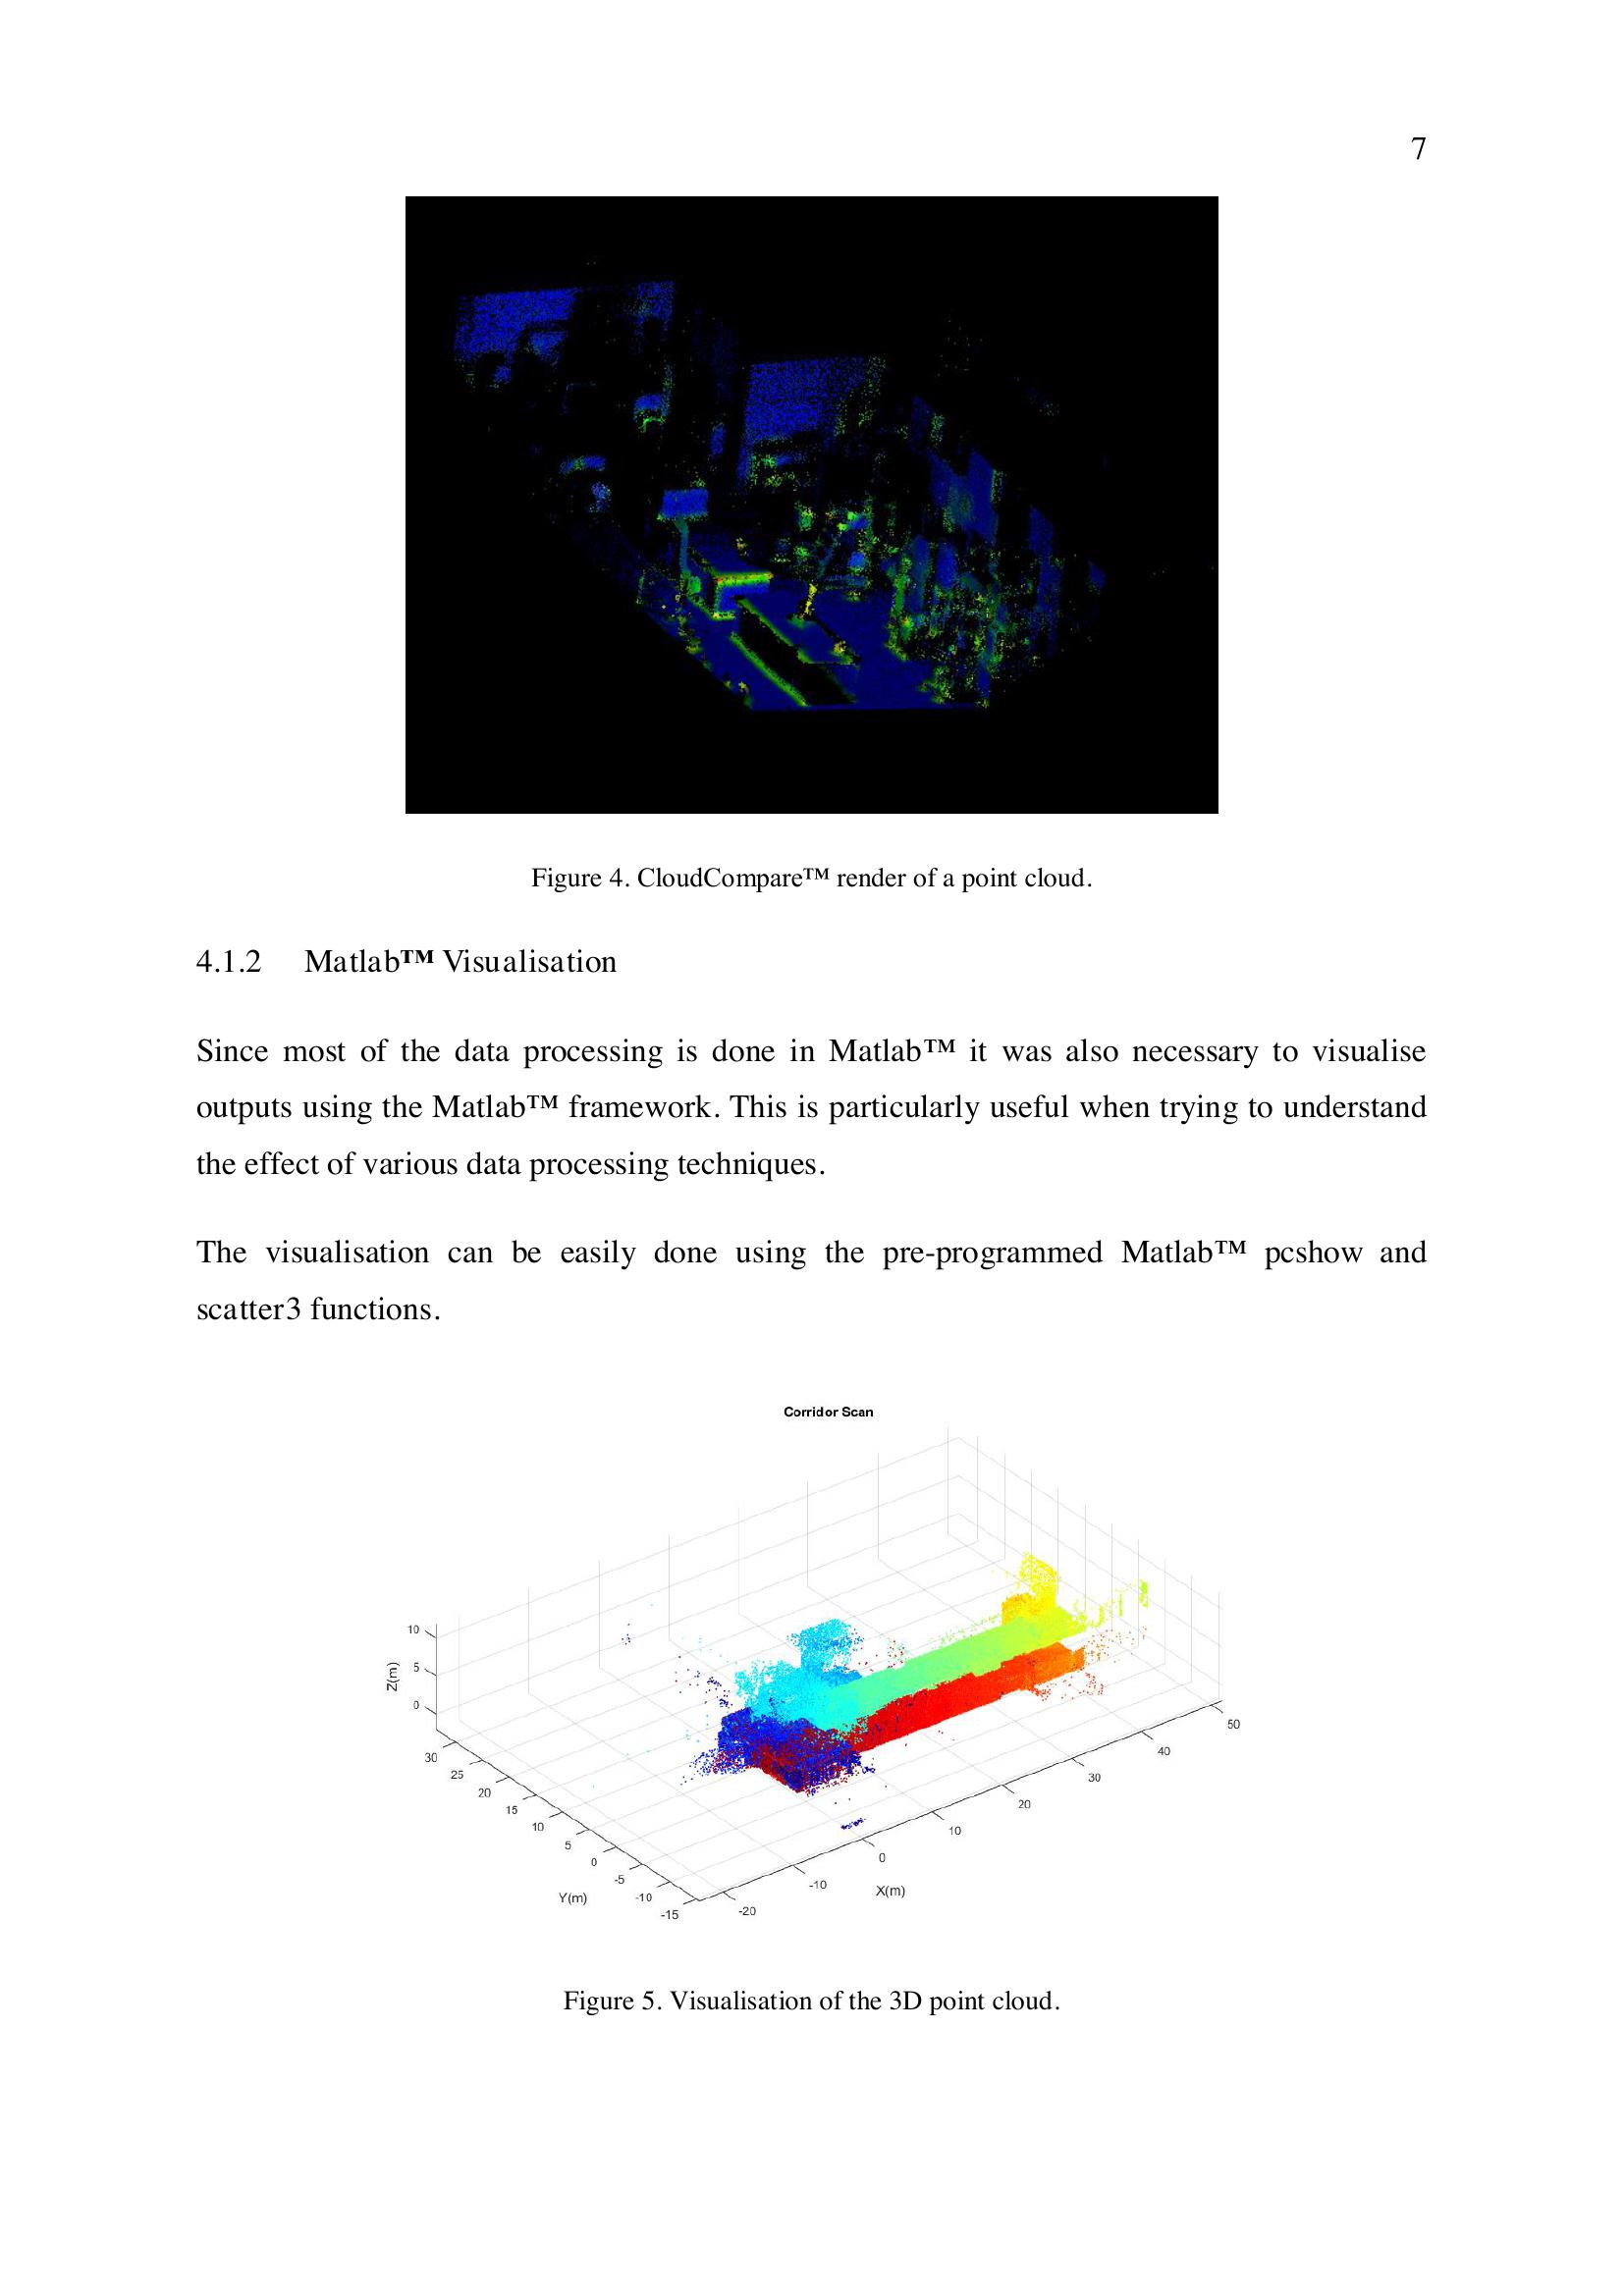 7
Figure 4. CloudCompare™ render of a point cloud.
4.1.2 Matlab™ Visualisation
Since most of the data processing is done in Matlab™ it was also necessary to visualise
outputs using the Matlab™ framework. This is particularly useful when trying to understand
the effect of various data processing techniques.
The visualisation can be easily done using the pre-programmed Matlab™ pcshow and
scatter3 functions.
Corridor Scan
10
5
0
Z(m)
30
25
20
15
10
5
0
-5
-10
-15
Y(m)
-20
-10
0
10
20
30
40
50
X(m)
Figure 5. Visualisation of the 3D point cloud.